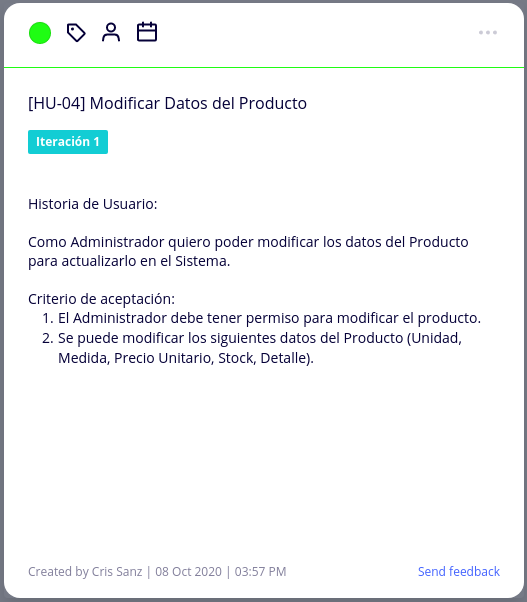 [HU-04] Modificar Datos del Producto
Iteración 1
Historia de Usuario:
Como Administrador quiero poder modificar los datos del Producto
para actualizarlo en el Sistema.
Criterio de aceptación:
1. El Administrador debe tener permiso para modificar el producto.
2. Se puede modificar los siguientes datos del Producto (Unidad,
Medida, Precio Unitario, Stock, Detalle).
Created by Cris Sanz | 08 Oct 2020 | 03:57 PM
Send feedback